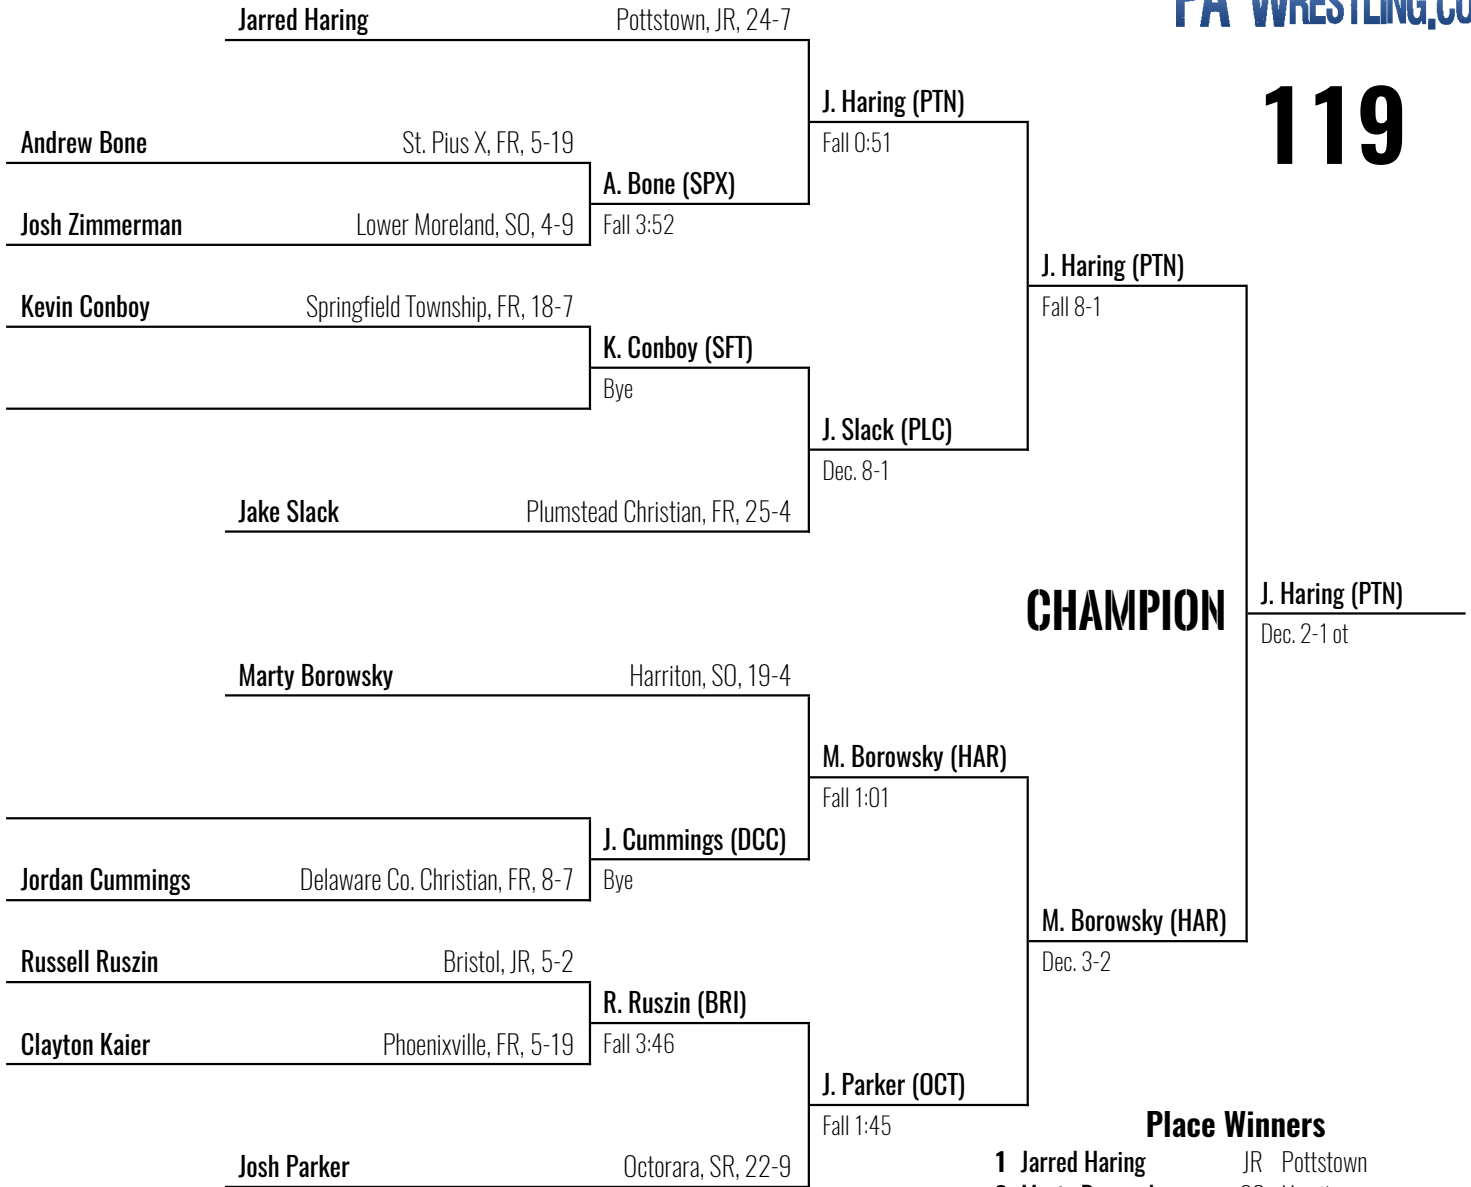 Jarred Haring Pottstown, JR, 24-7
119
J. Haring (PTN)
Fall 0:51
Andrew Bone St. Pius X, FR, 5-19
A. Bone (SPX)
Fall 3:52
Josh Zimmerman Lower Moreland, SO, 4-9
J. Haring (PTN)
Fall 8-1
Kevin Conboy Springfield Township, FR, 18-7
K. Conboy (SFT)
Bye
J. Slack (PLC)
Dec. 8-1
Jake Slack Plumstead Christian, FR, 25-4
CHAMPION
J. Haring (PTN)
Dec. 2-1 ot
Marty Borowsky Harriton, SO, 19-4
M. Borowsky (HAR)
Fall 1:01
J. Cummings (DCC)
Bye
Jordan Cummings Delaware Co. Christian, FR, 8-7
M. Borowsky (HAR)
Dec. 3-2
Russell Ruszin Bristol, JR, 5-2
R. Ruszin (BRI)
Fall 3:46
Clayton Kaier Phoenixville, FR, 5-19
J. Parker (OCT)
Fall 1:45
Josh Parker Octorara, SR, 22-9
Place Winners
1 Jarred Haring JR Pottstown